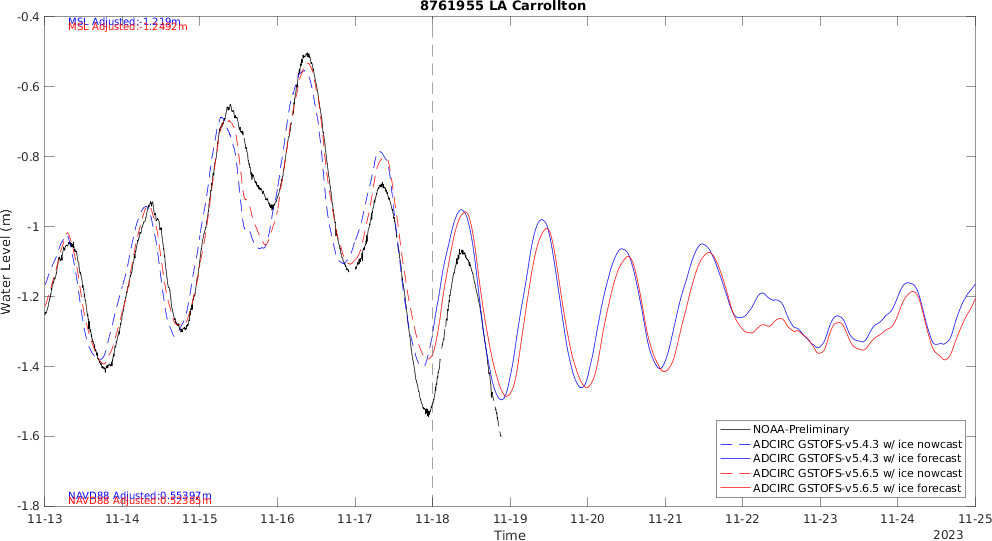 8761955 LA Carrollton
MSL Adjusted:-1.219m
MSL Adjusted:-1.2492m
Water Level (m)
-0.4
-0.6
-0.8
-1
-1.2
-1.4
-1.6
-1.8
NOAA-Preliminary
ADCIRC GSTOFS-v5.4.3 w/ ice nowcast
ADCIRC GSTOFS-v5.4.3 w/ ice forecast
ADCIRC GSTOFS-v5.6.5 w/ ice nowcast
ADCIRC GSTOFS-v5.6.5 w/ ice forecast
NAVD88 Adjusted:0.55397m
NAVD88 Adjusted:0.52385m
11-13 11-14 11-15 11-16 11-17 11-18 11-19 11-20 11-21 11-22 11-23 11-24 11-25
Time
2023